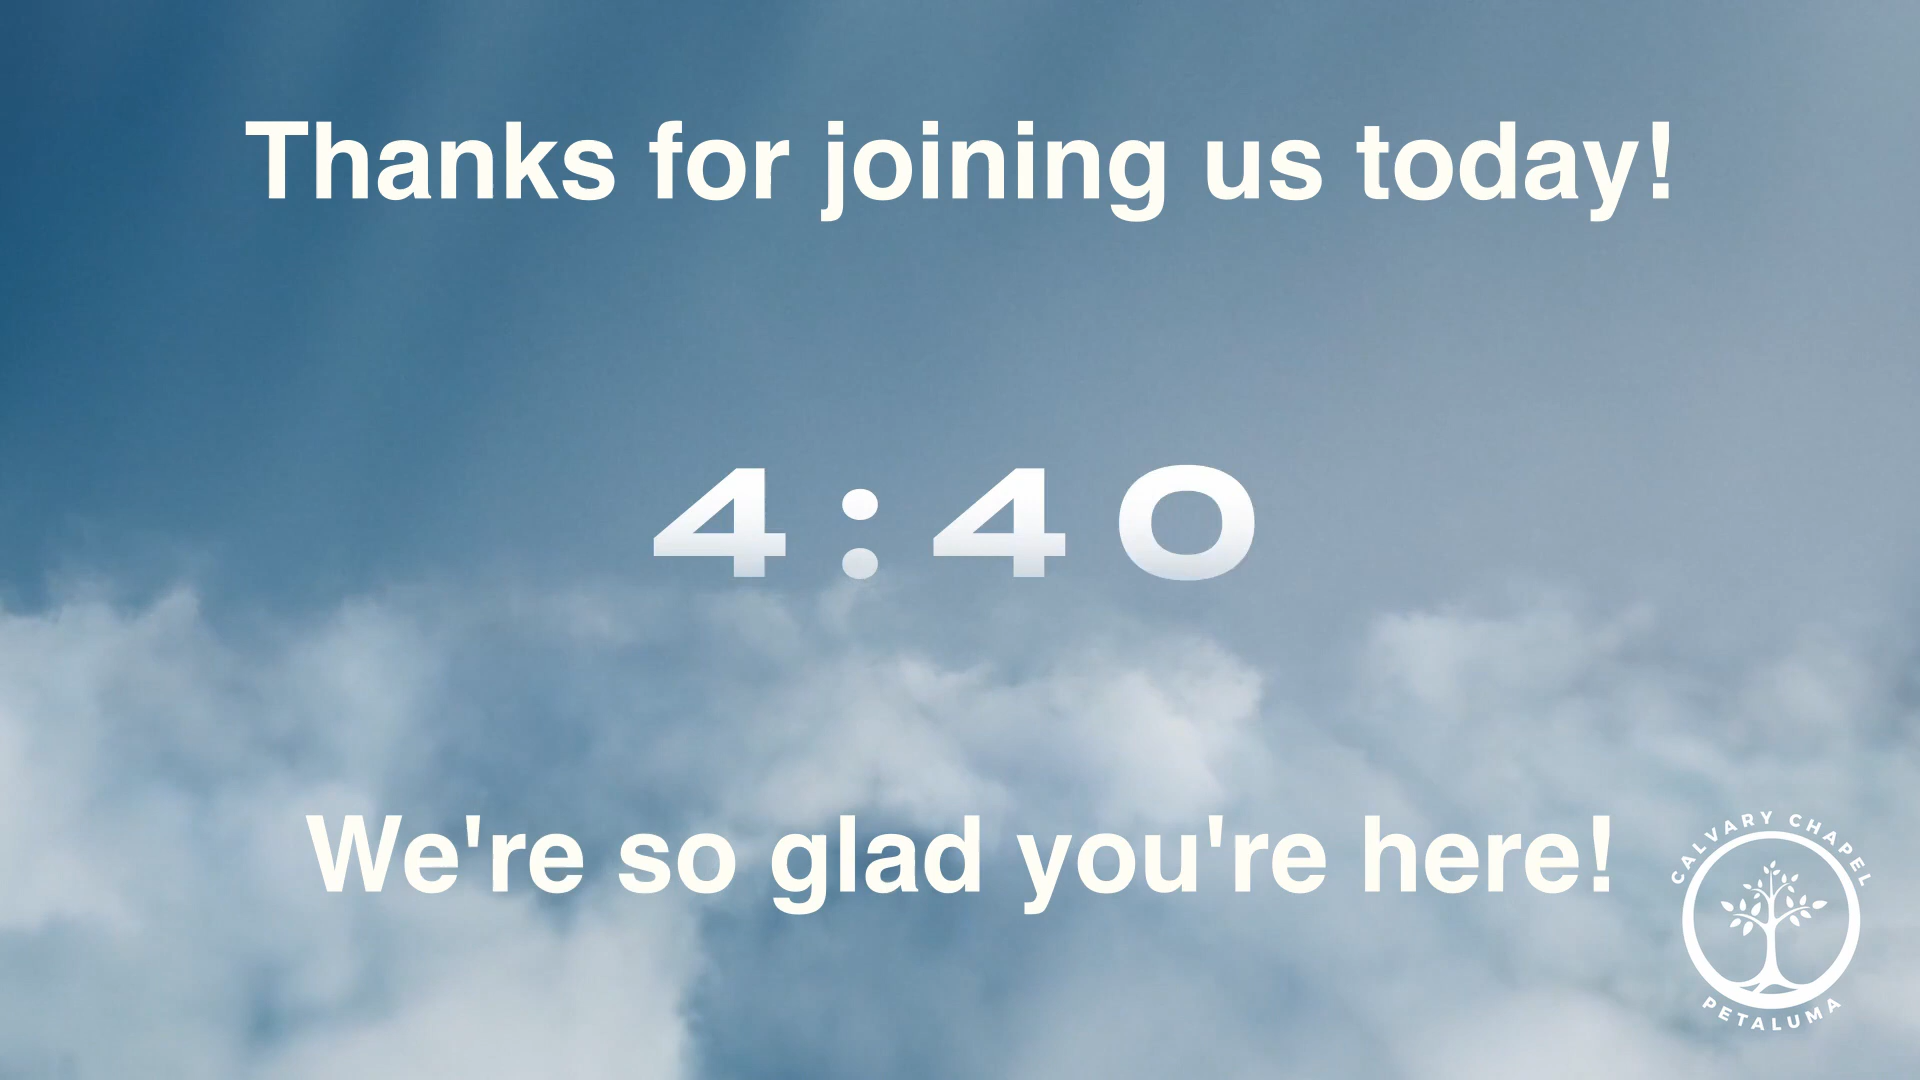 Thanks for joining us today!
4:40
We're so glad you're here!
CALVARY CHAPEL
PETALUMA